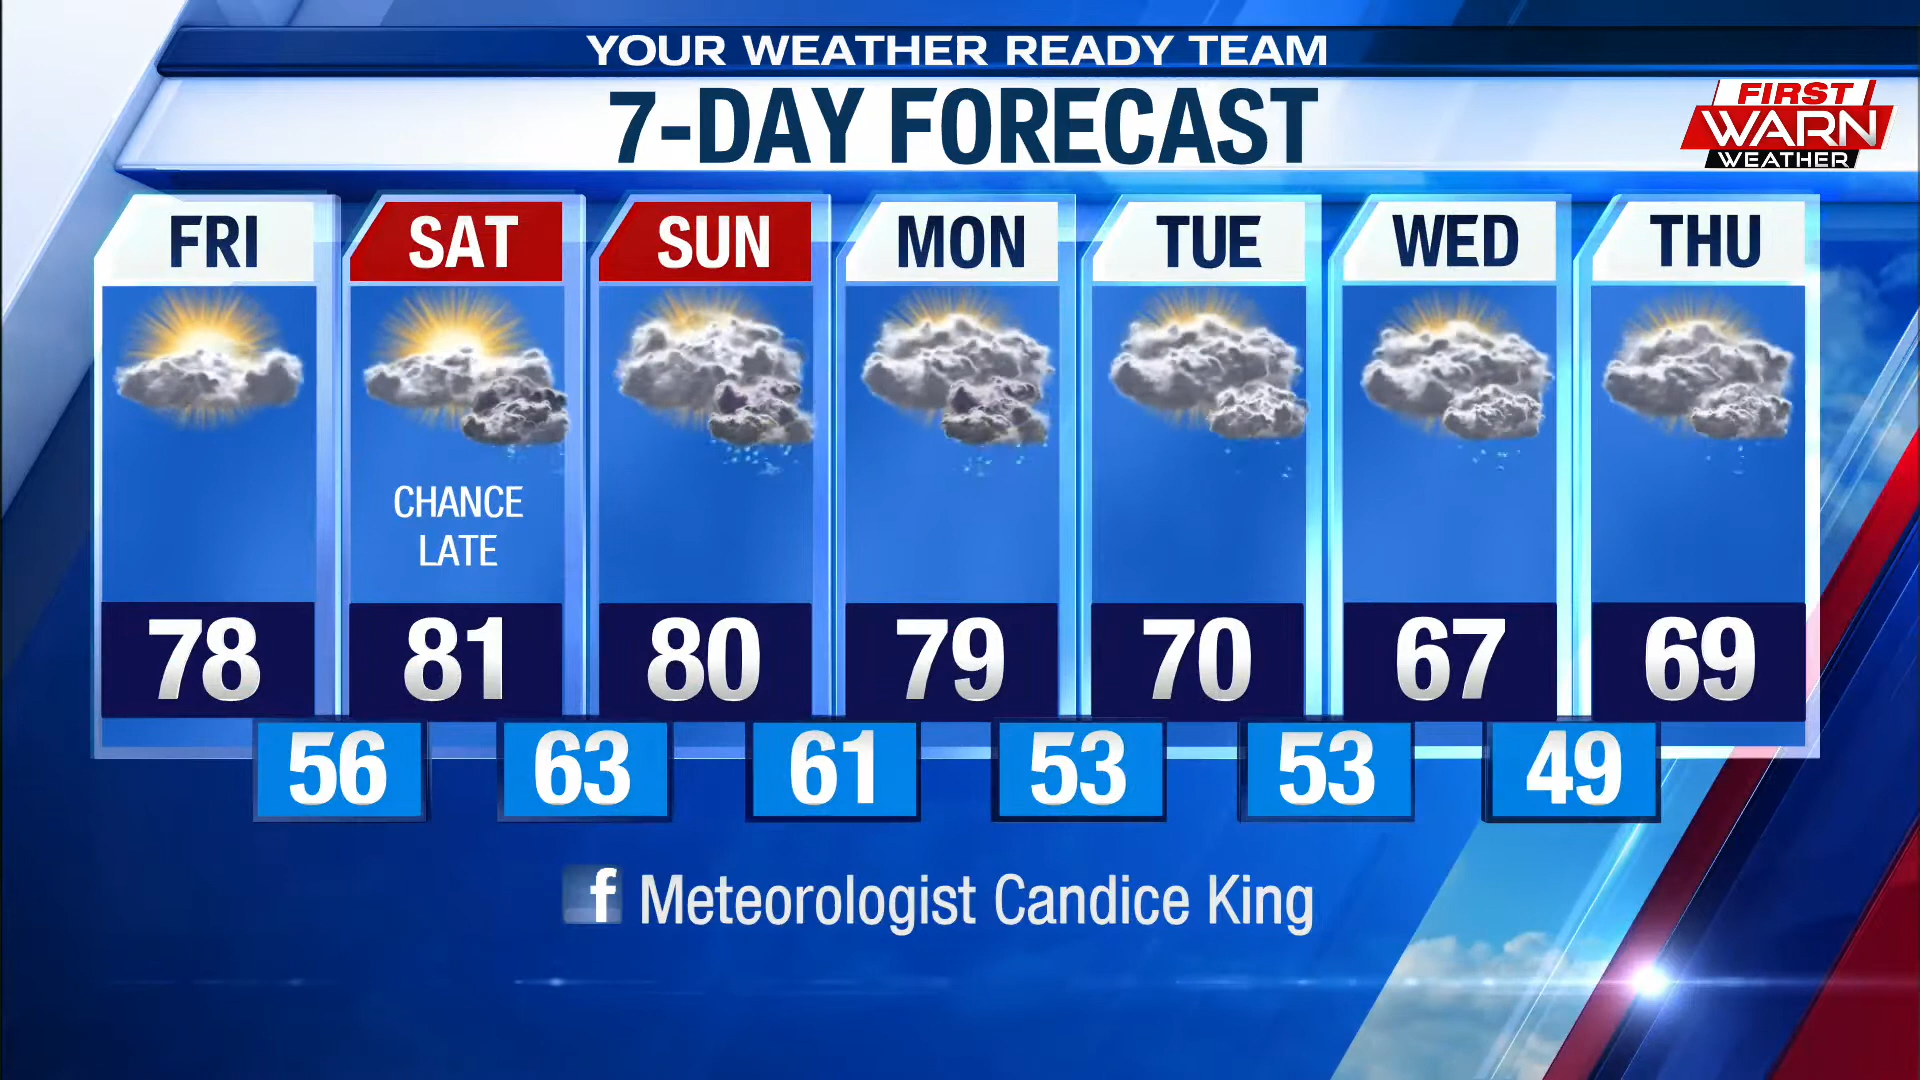 YOUR WEATHER READY TEAM
7-DAY FORECAST
FIRST
WARN
WEATHER
FRI SAT SUN MON TUE WED THU
CHANCE
LATE
78 81 80 79 70 67 69
56 63 61 53 53 49
f Meteorologist Candice King